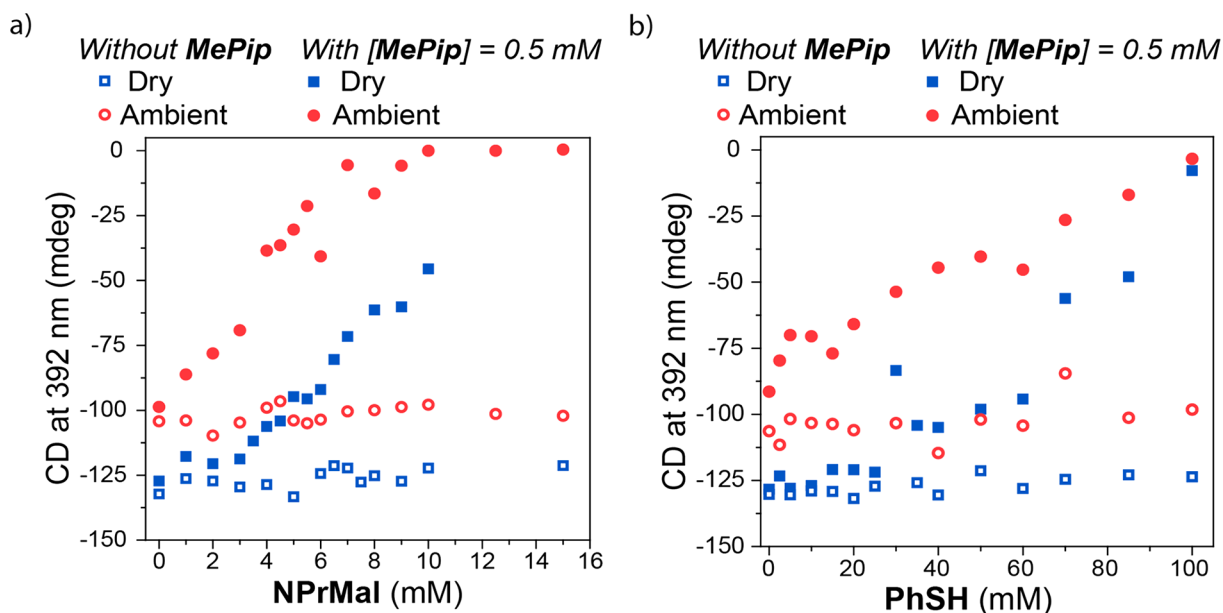 a)
Without MePip With [MePip] = 0.5 mM
Dry Dry
Ambient Ambient
0
-25
-50
-75
-100
-125
-150
CD at 392 nm (mdeg)
0 2 4 6 8 10 12 14 16
NPrMal (mM)
b)
Without MePip With [MePip] = 0.5 mM
Dry Dry
Ambient Ambient
0
-25
-50
-75
-100
-125
-150
CD at 392 nm (mdeg)
0 20 40 60 80 100
PhSH (mM)